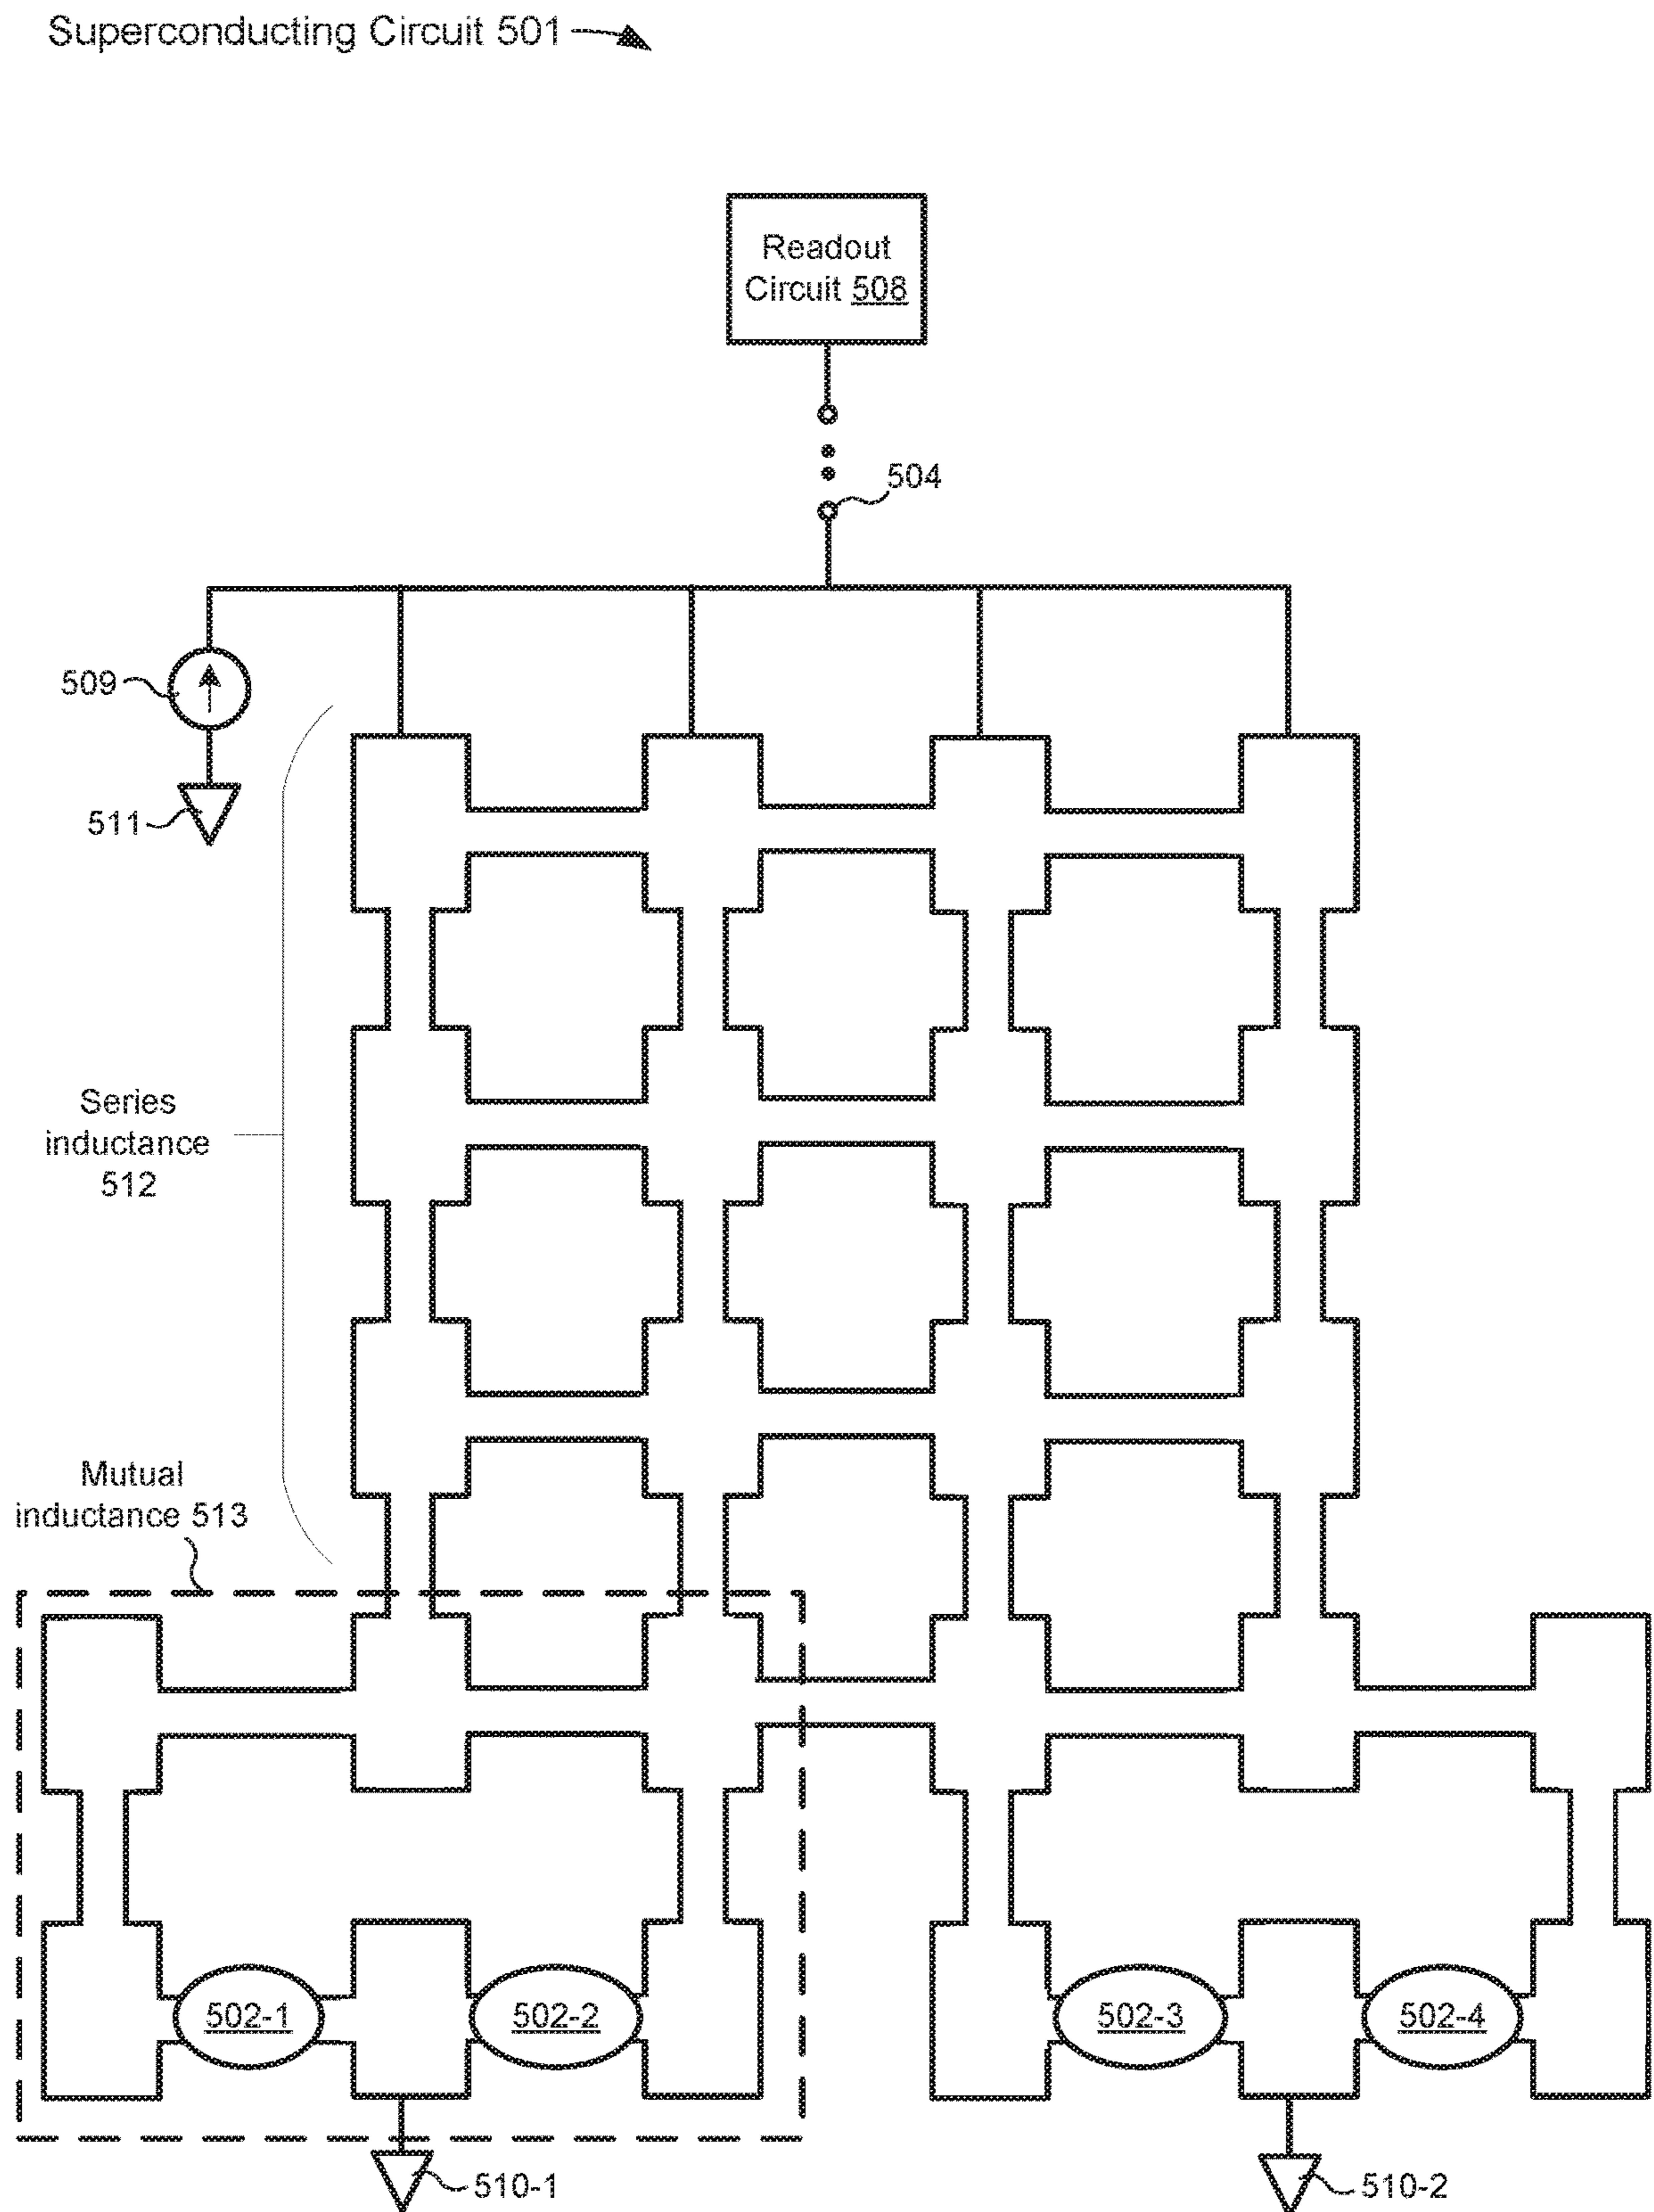 Superconducting Circuit 501
Readout
Circuit 508
504
509
511
Series
inductance
512
Mutual
inductance 513
502-1
502-2
502-3
502-4
510-1
510-2